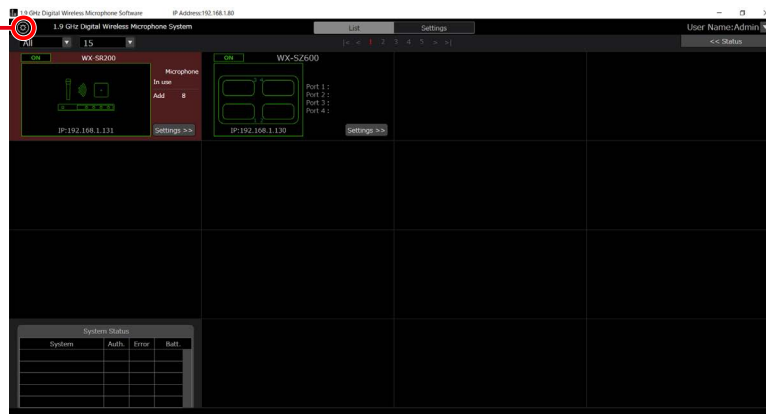 1.9 GHz Digital Wireless Microphone Software IP Address:192.168.1.80
1.9 GHz Digital Wireless Microphone System List Settings User Name:Admin
All 15 |< < 1 2 3 4 5 > >| << Status
ON WX-SR200
Microphone
In use
Add 8
IP:192.168.1.131 Settings >>
ON WX-SZ600
Port 1 :
Port 2 :
Port 3 :
Port 4 :
IP:192.168.1.130 Settings >>
System Status
System Auth. Error Batt.